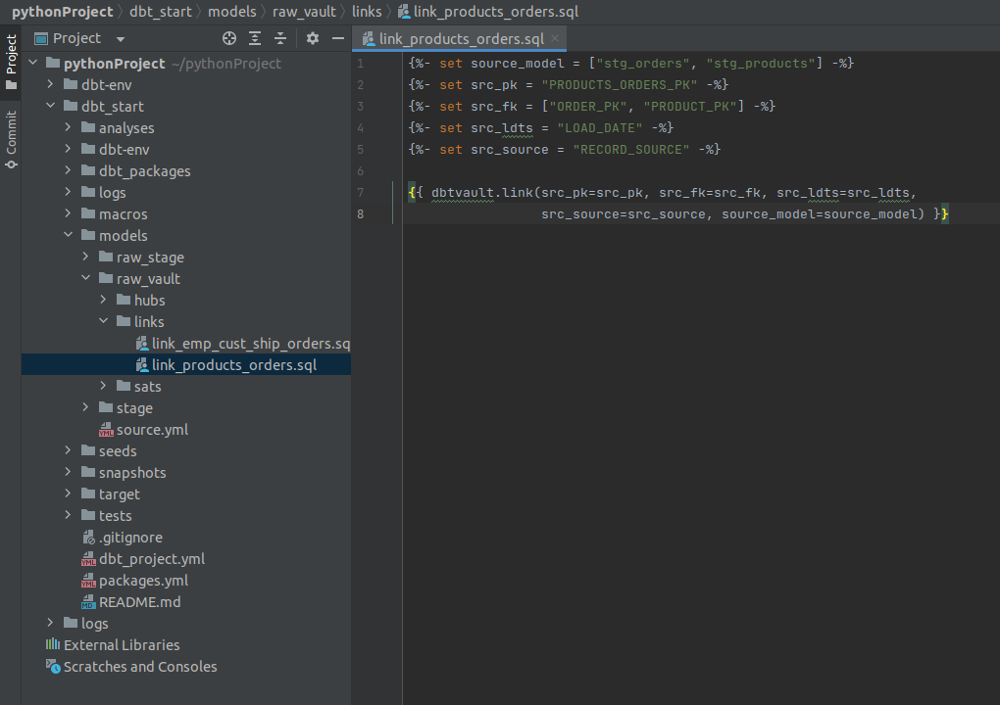 pythonProject dbt_start models raw_vault links link_products_orders.sql
Project
Commit
Project
pythonProject ~/pythonProject
dbt-env
dbt_start
analyses
dbt-env
dbt_packages
logs
macros
models
raw_stage
raw_vault
hubs
links
link_emp_cust_ship_orders.sq
link_products_orders.sql
sats
stage
source.yml
seeds
snapshots
target
tests
.gitignore
dbt_project.yml
packages.yml
README.md
logs
External Libraries
Scratches and Consoles
link_products_orders.sql
1 {%- set source_model = ["stg_orders", "stg_products"] -%}
2 {%- set src_pk = "PRODUCTS_ORDERS_PK" -%}
3 {%- set src_fk = ["ORDER_PK", "PRODUCT_PK"] -%}
4 {%- set src_ldts = "LOAD_DATE" -%}
5 {%- set src_source = "RECORD_SOURCE" -%}
6
7 {{ dbtvault.link(src_pk=src_pk, src_fk=src_fk, src_ldts=src_ldts,
8 src_source=src_source, source_model=source_model) }}